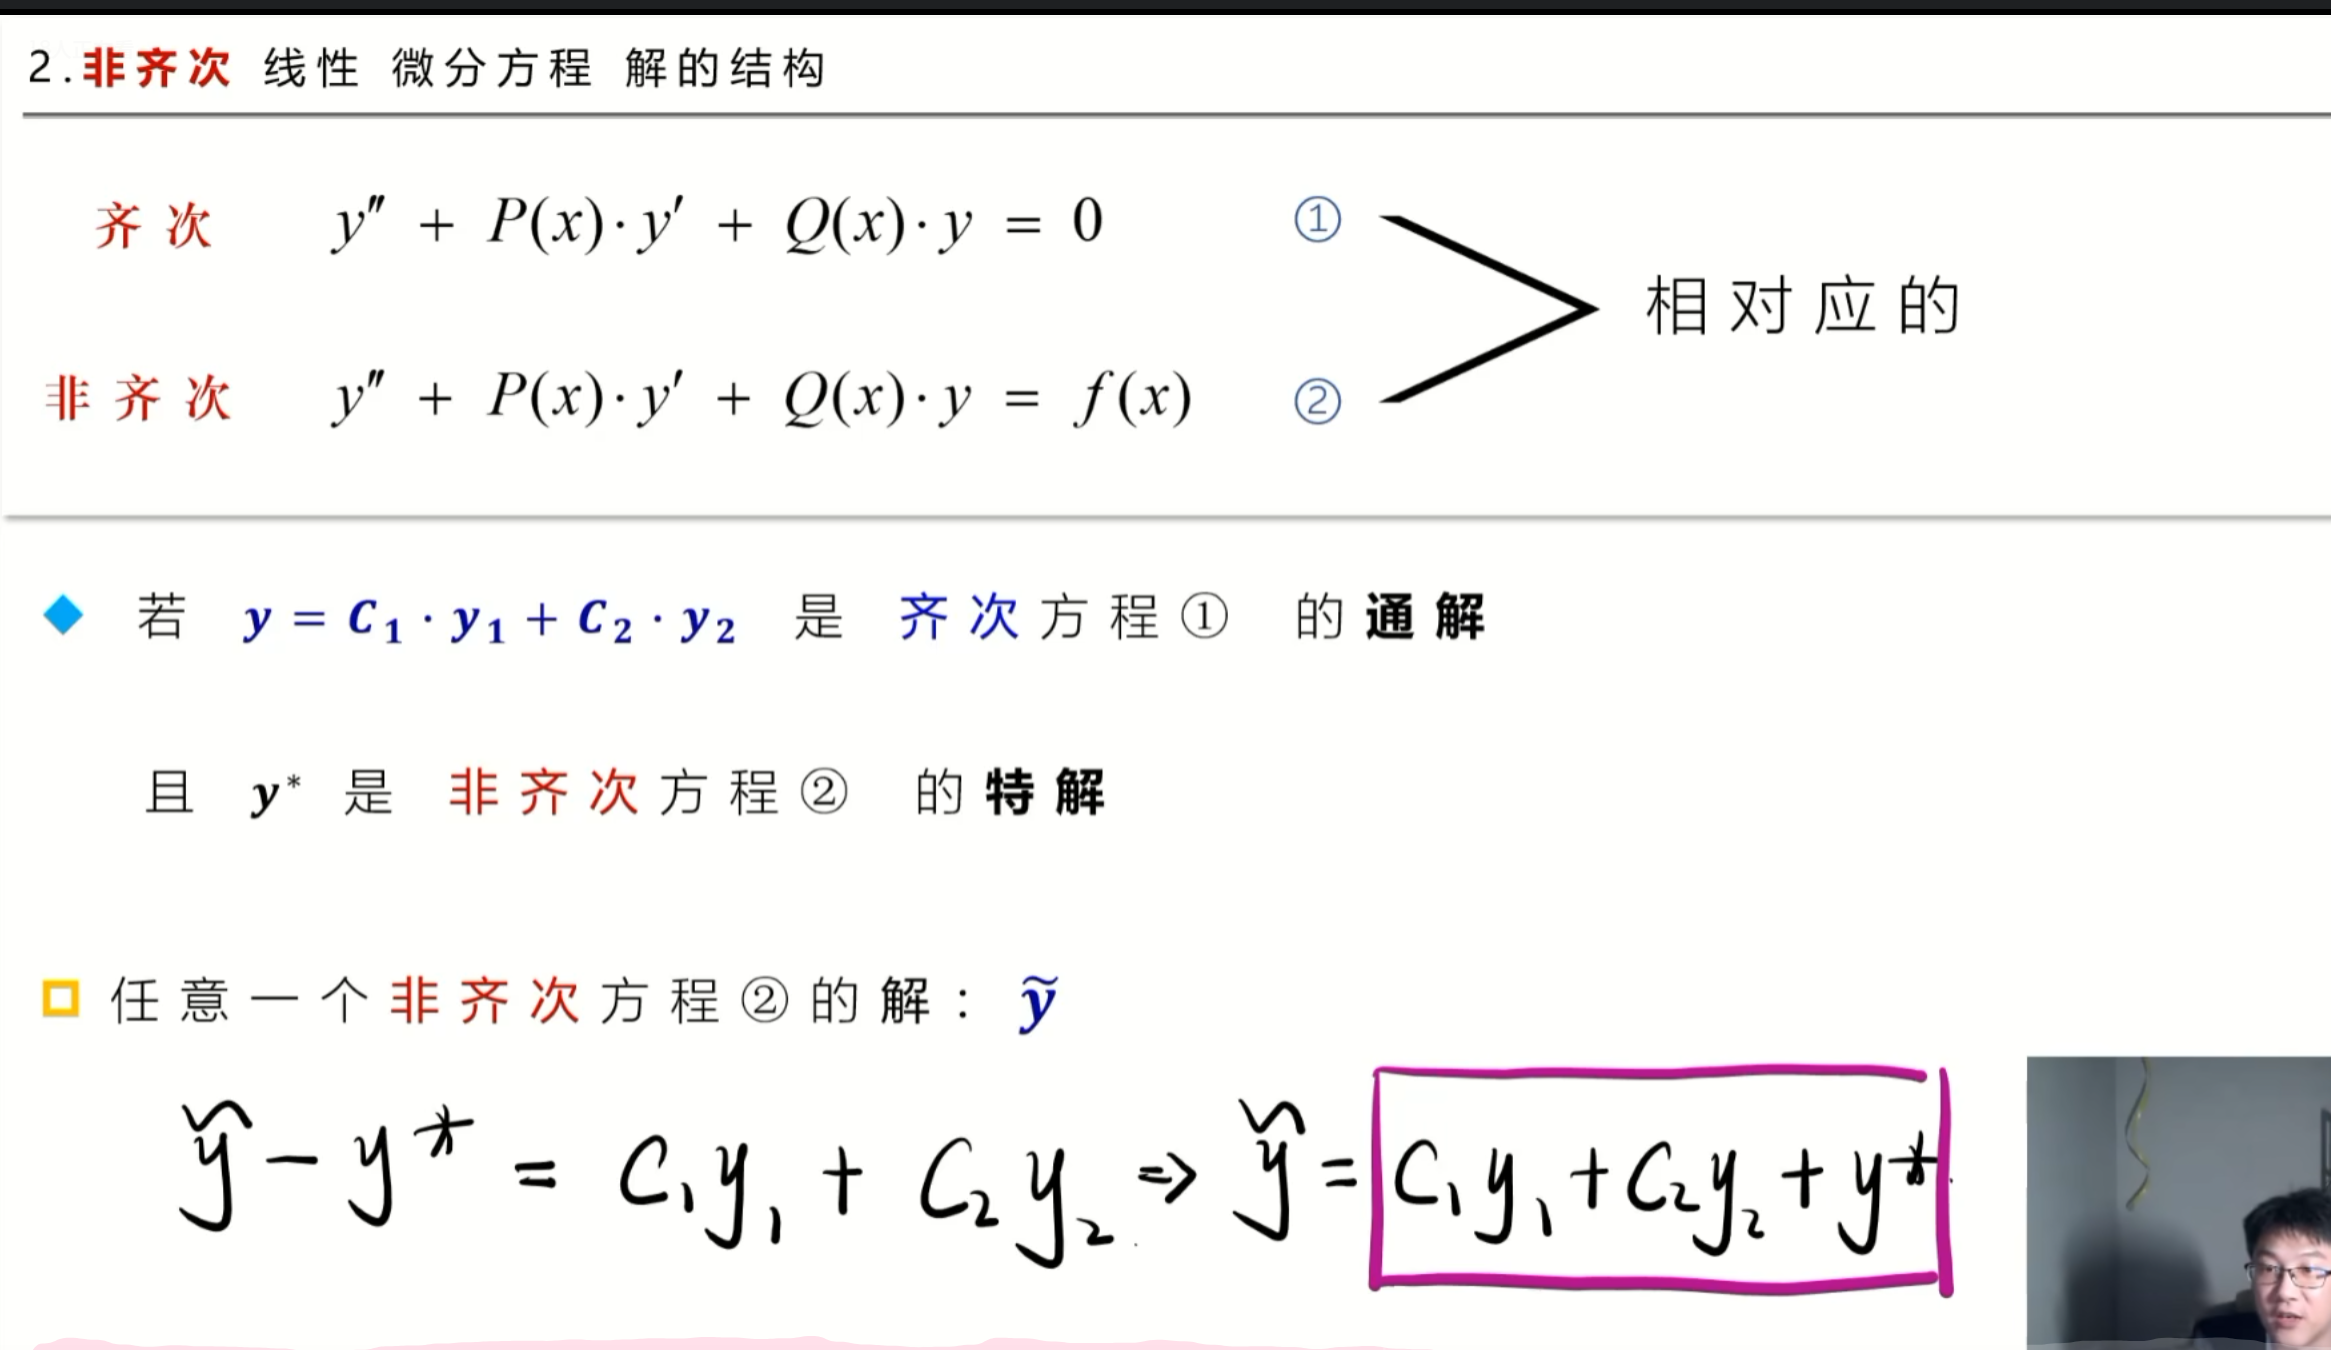 2.非齐次 线性 微分方程 解的结构
齐次 y″ + P(x)·y′ + Q(x)·y = 0 ①
相对应的
非齐次 y″ + P(x)·y′ + Q(x)·y = f(x) ②
若 y = C₁·y₁ + C₂·y₂ 是 齐次方程① 的通解
且 y* 是 非齐次方程② 的特解
任意一个非齐次方程②的解： ỹ
ỹ - y* = C₁y₁ + C₂y₂ ⇒ ỹ = C₁y₁ + C₂y₂ + y*